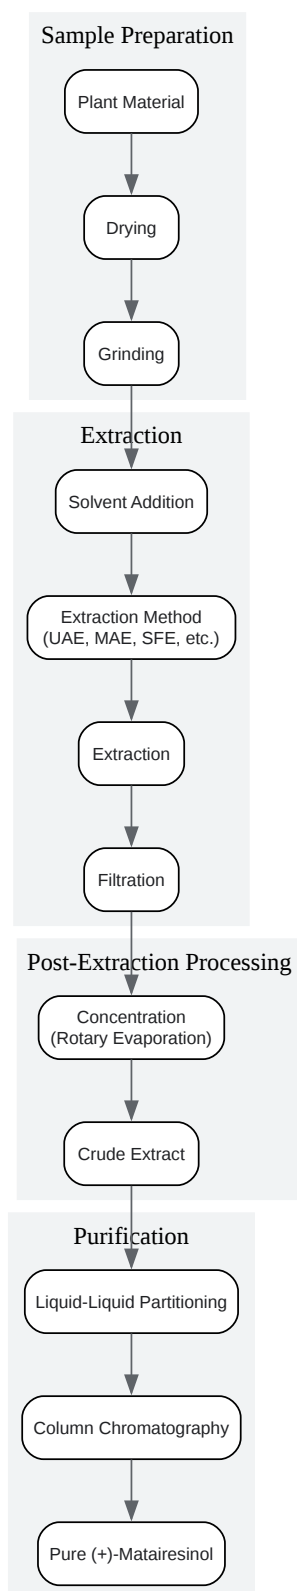 Sample Preparation
Plant Material
Drying
Grinding
Extraction
Solvent Addition
Extraction Method
(UAE, MAE, SFE, etc.)
Extraction
Filtration
Post-Extraction Processing
Concentration
(Rotary Evaporation)
Crude Extract
Purification
Liquid-Liquid Partitioning
Column Chromatography
Pure (+)-Matairesinol